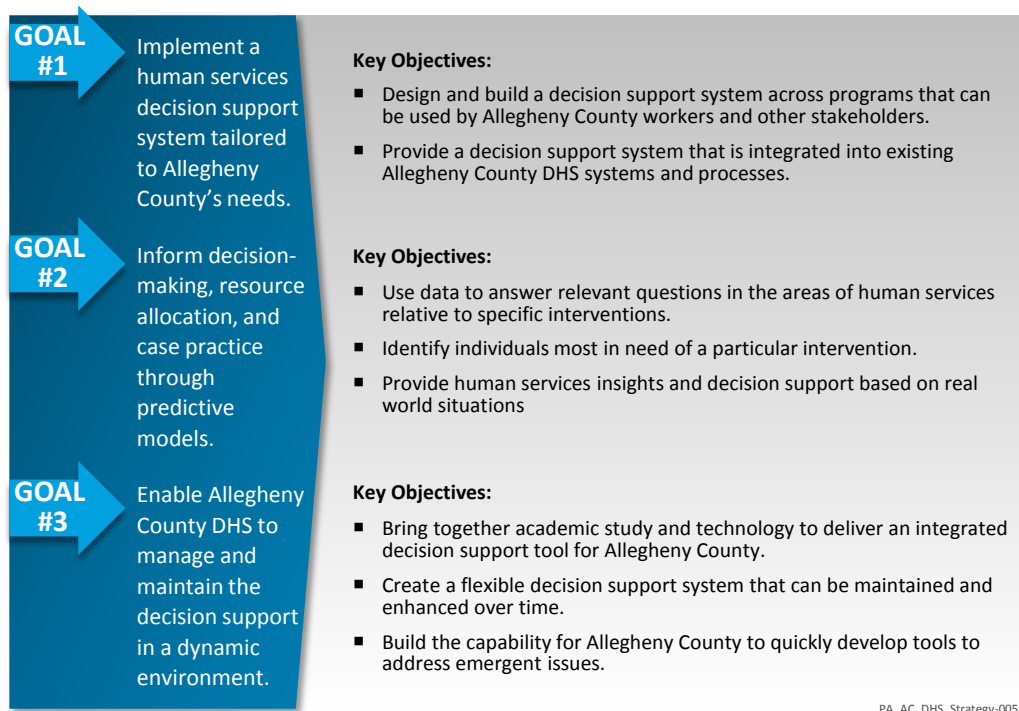 GOAL
#1
Implement a
human services
decision support
system tailored
to Allegheny
County's needs.
Key Objectives:
▪ Design and build a decision support system across programs that can
be used by Allegheny County workers and other stakeholders.
▪ Provide a decision support system that is integrated into existing
Allegheny County DHS systems and processes.
GOAL
#2
Inform decision-
making, resource
allocation, and
case practice
through
predictive
models.
Key Objectives:
▪ Use data to answer relevant questions in the areas of human services
relative to specific interventions.
▪ Identify individuals most in need of a particular intervention.
▪ Provide human services insights and decision support based on real
world situations
GOAL
#3
Enable Allegheny
County DHS to
manage and
maintain the
decision support
in a dynamic
environment.
Key Objectives:
▪ Bring together academic study and technology to deliver an integrated
decision support tool for Allegheny County.
▪ Create a flexible decision support system that can be maintained and
enhanced over time.
▪ Build the capability for Allegheny County to quickly develop tools to
address emergent issues.
PA_AC_DHS_Strategy-005